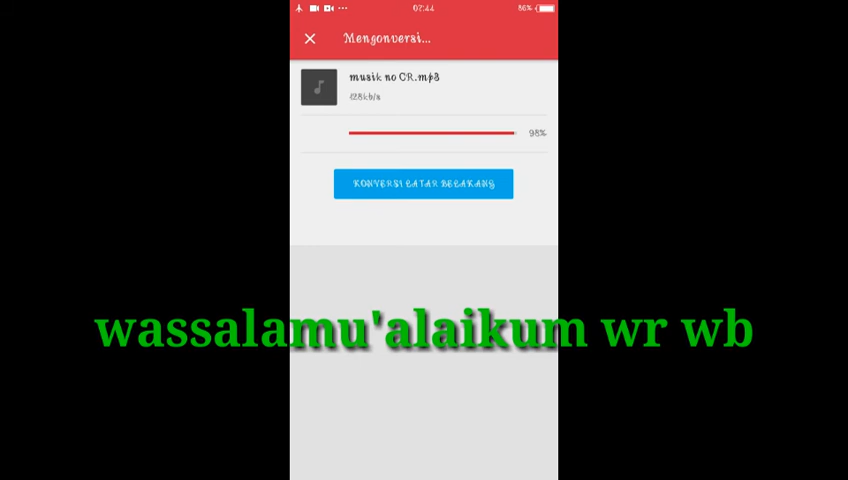 07:44
86%
Mengonversi...
musik no CR.mp3
128kb/s
98%
KONVERSI LATAR BELAKANG
wassalamu'alaikum wr wb